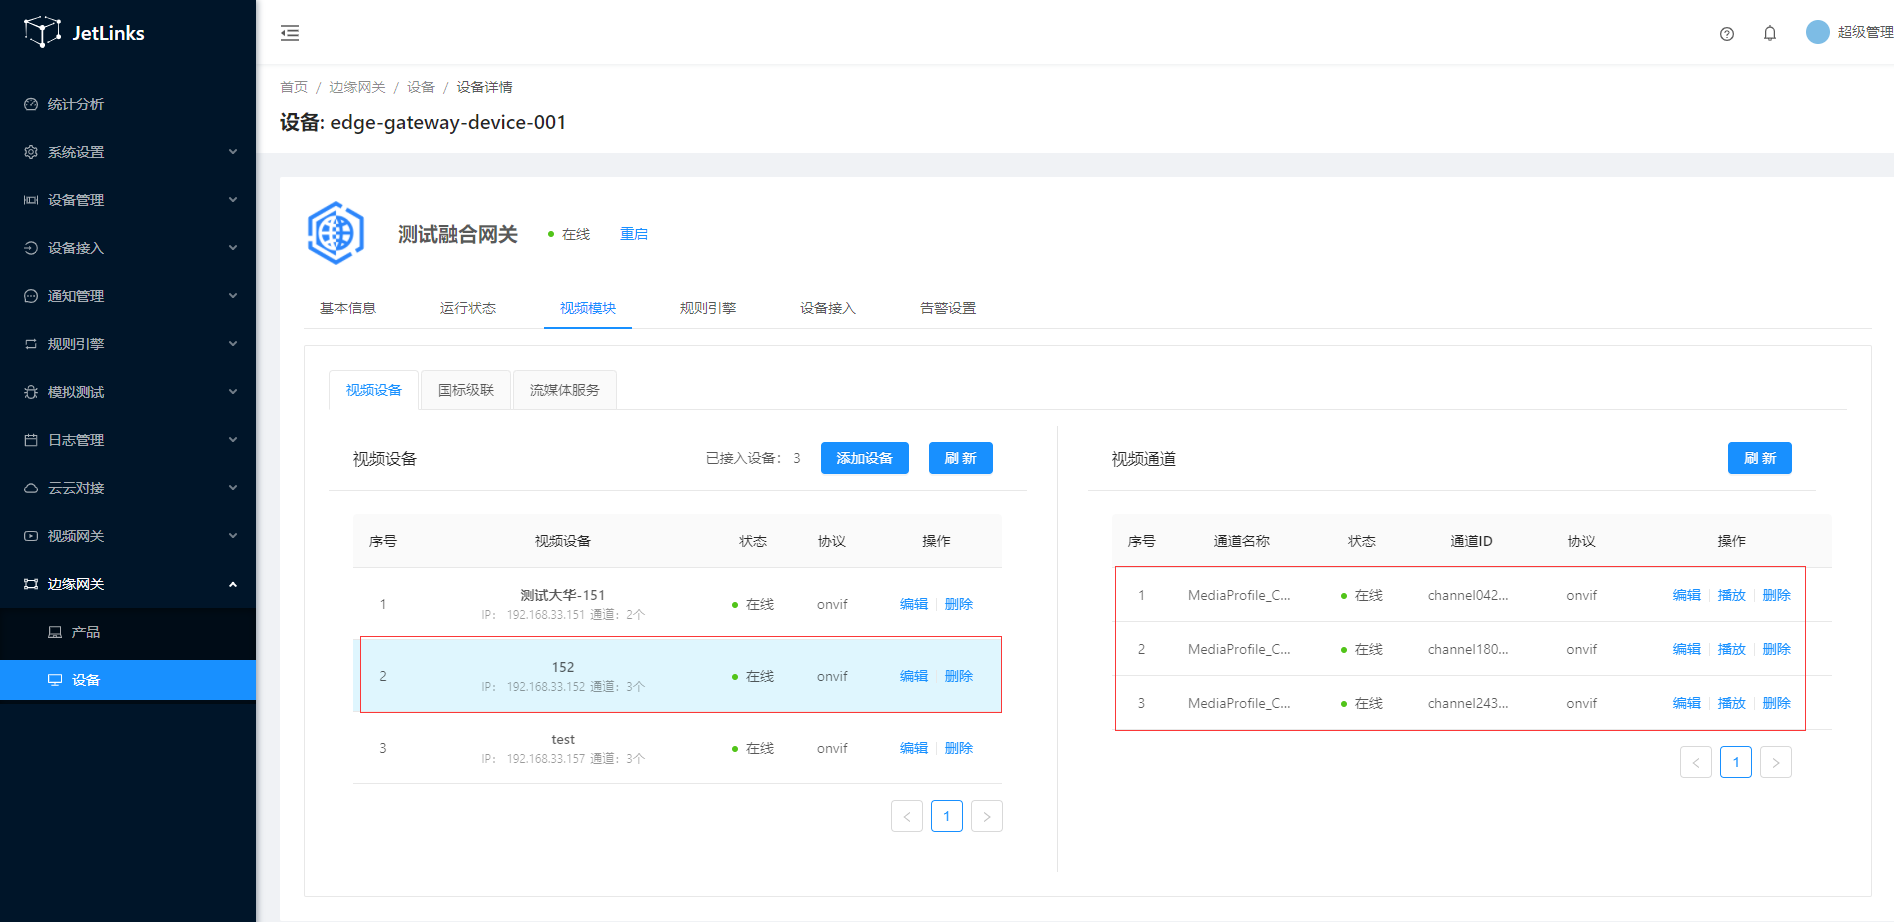 JetLinks
统计分析
系统设置
设备管理
设备接入
通知管理
规则引擎
模拟测试
日志管理
云云对接
视频网关
边缘网关
产品
设备
超级管理
首页 / 边缘网关 / 设备 / 设备详情
设备: edge-gateway-device-001
测试融合网关 在线 重启
基本信息 运行状态 视频模块 规则引擎 设备接入 告警设置
视频设备 国标级联 流媒体服务
视频设备 已接入设备： 3 添加设备 刷 新
序号 视频设备 状态 协议 操作
1 测试大华-151 在线 onvif 编辑 删除
IP： 192.168.33.151 通道：2个
2 152 在线 onvif 编辑 删除
IP： 192.168.33.152 通道：3个
3 test 在线 onvif 编辑 删除
IP： 192.168.33.157 通道：3个
< 1 >
视频通道 刷 新
序号 通道名称 状态 通道ID 协议 操作
1 MediaProfile_C... 在线 channel042... onvif 编辑 播放 删除
2 MediaProfile_C... 在线 channel180... onvif 编辑 播放 删除
3 MediaProfile_C... 在线 channel243... onvif 编辑 播放 删除
< 1 >